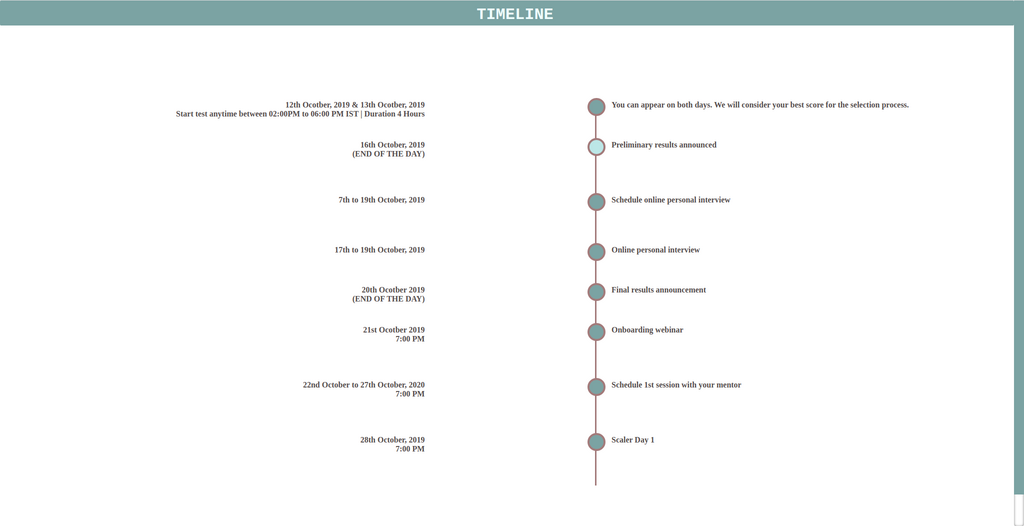 TIMELINE
12th Ocotber, 2019 & 13th Ocotber, 2019
Start test anytime between 02:00PM to 06:00 PM IST | Duration 4 Hours
You can appear on both days. We will consider your best score for the selection process.
16th October, 2019
(END OF THE DAY)
Preliminary results announced
7th to 19th October, 2019
Schedule online personal interview
17th to 19th October, 2019
Online personal interview
20th Ocotber 2019
(END OF THE DAY)
Final results announcement
21st Ocotber 2019
7:00 PM
Onboarding webinar
22nd October to 27th October, 2020
7:00 PM
Schedule 1st session with your mentor
28th October, 2019
7:00 PM
Scaler Day 1